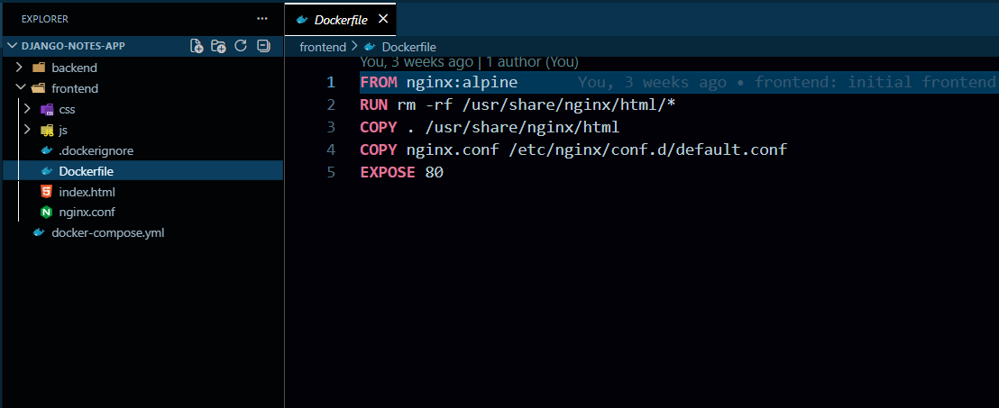 EXPLORER
DJANGO-NOTES-APP
backend
frontend
css
js
.dockerignore
Dockerfile
index.html
nginx.conf
docker-compose.yml
Dockerfile
frontend > Dockerfile
You, 3 weeks ago | 1 author (You)
1 FROM nginx:alpine You, 3 weeks ago • frontend: initial frontend
2 RUN rm -rf /usr/share/nginx/html/*
3 COPY . /usr/share/nginx/html
4 COPY nginx.conf /etc/nginx/conf.d/default.conf
5 EXPOSE 80